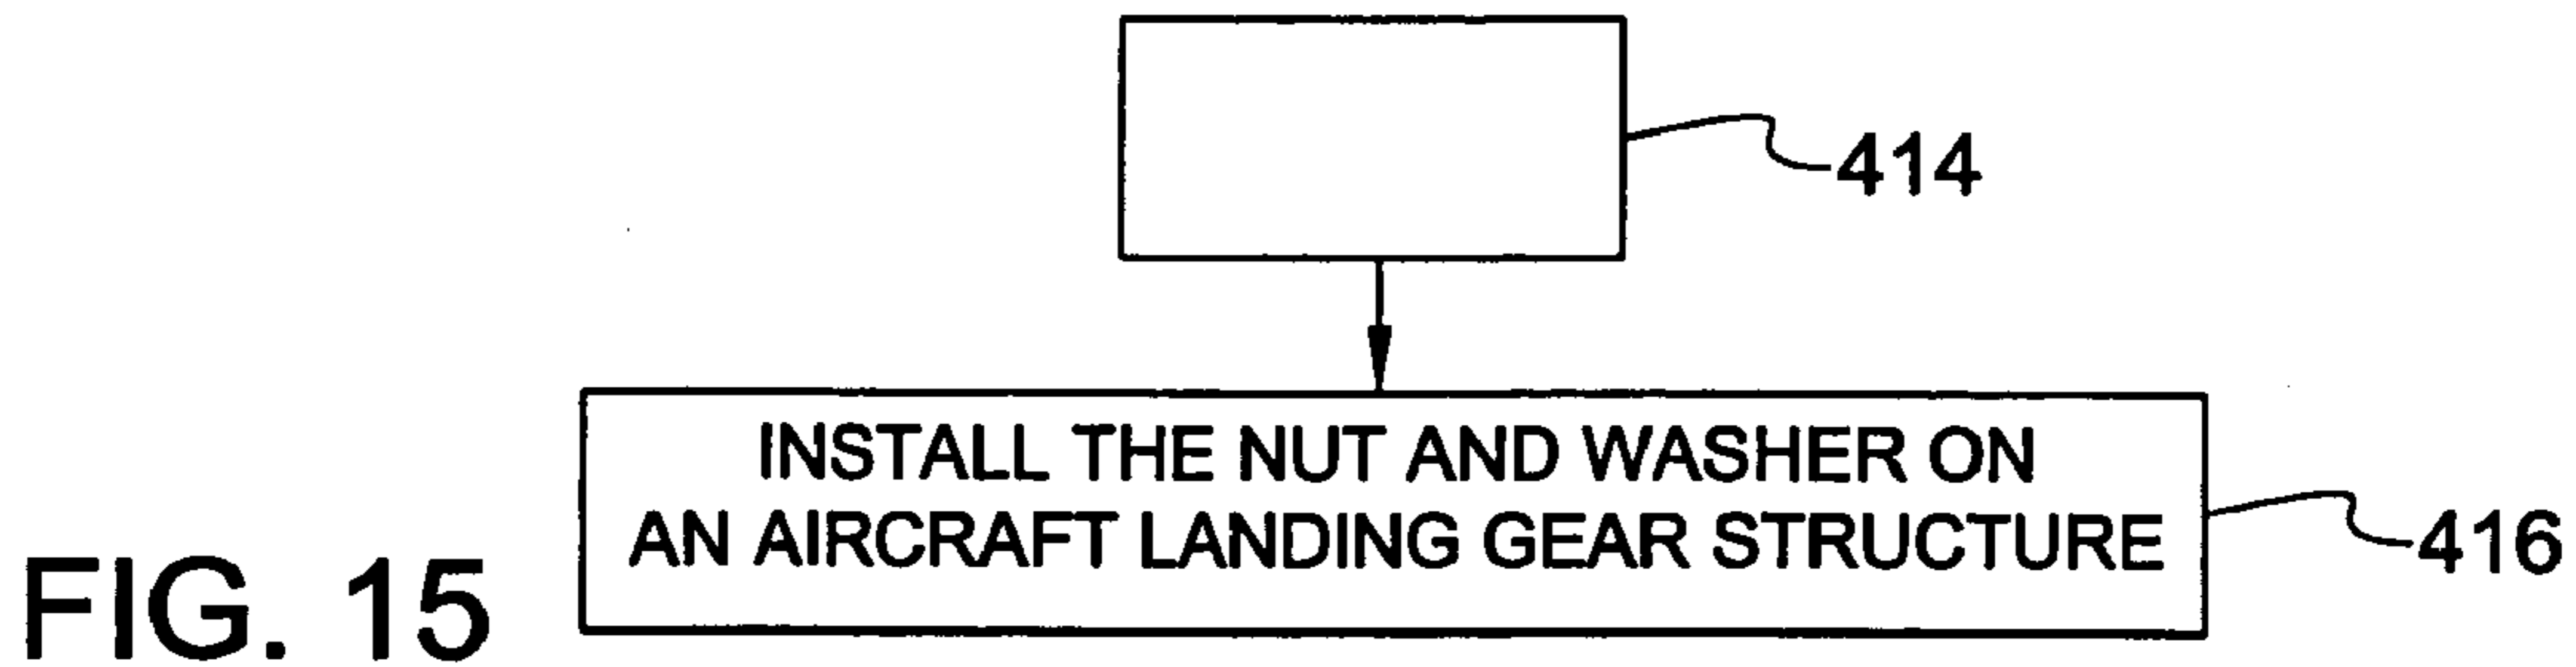 414
INSTALL THE NUT AND WASHER ON
AN AIRCRAFT LANDING GEAR STRUCTURE
416
FIG. 15